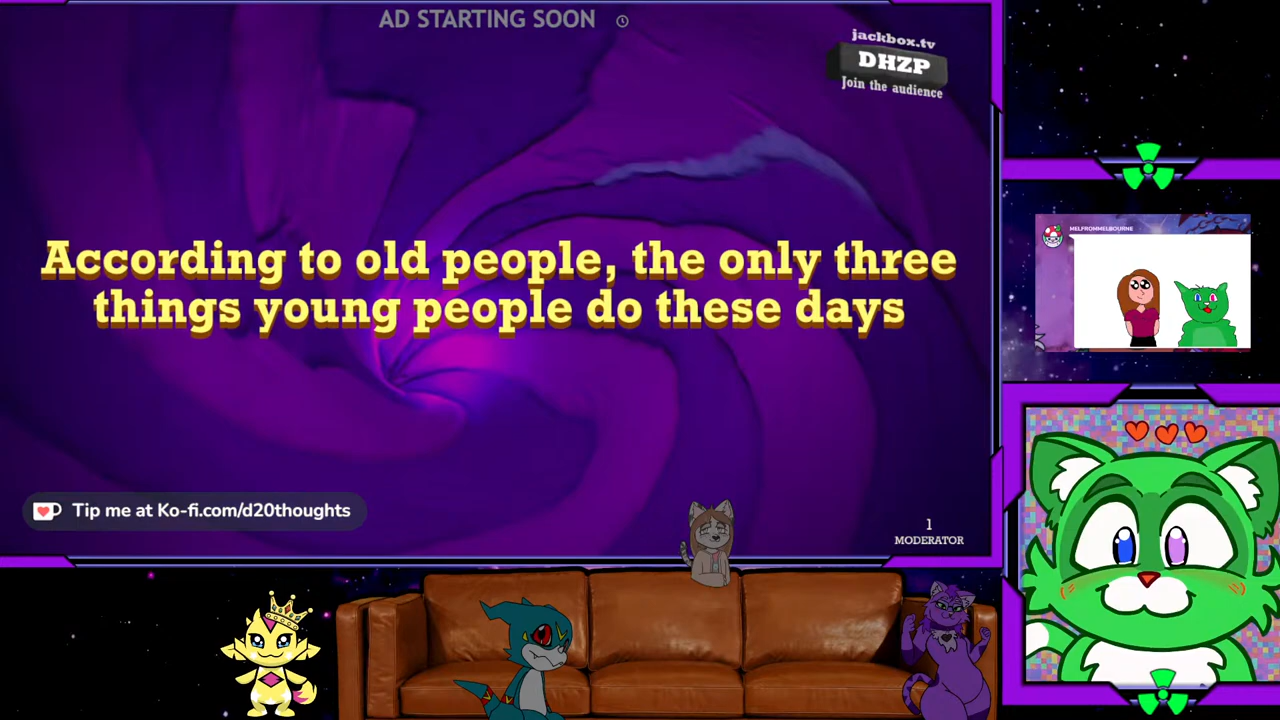 AD STARTING SOON
jackbox.tv
DHZP
Join the audience
MELFROMMELBOURNE
According to old people, the only three
things young people do these days
Tip me at Ko-fi.com/d20thoughts
1
MODERATOR